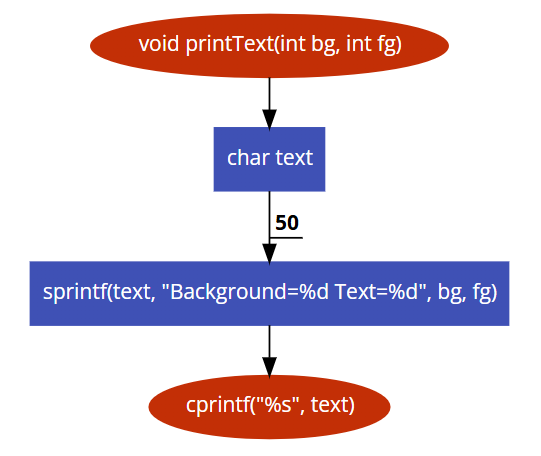 void printText(int bg, int fg)
char text
50
sprintf(text, "Background=%d Text=%d", bg, fg)
cprintf("%s", text)